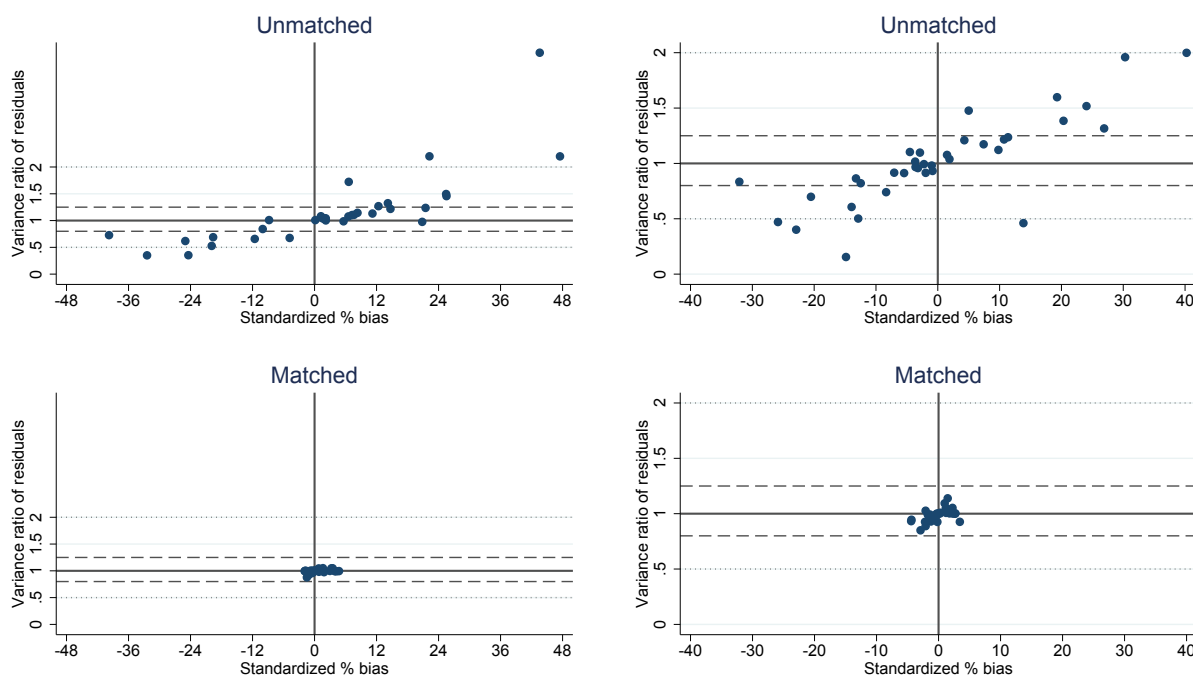 Unmatched
Variance ratio of residuals
2
1.5
1
.5
0
-48 -36 -24 -12 0 12 24 36 48
Standardized % bias
Unmatched
Variance ratio of residuals
2
1.5
1
.5
0
-40 -30 -20 -10 0 10 20 30 40
Standardized % bias
Matched
Variance ratio of residuals
2
1.5
1
.5
0
-48 -36 -24 -12 0 12 24 36 48
Standardized % bias
Matched
Variance ratio of residuals
2
1.5
1
.5
0
-40 -30 -20 -10 0 10 20 30 40
Standardized % bias